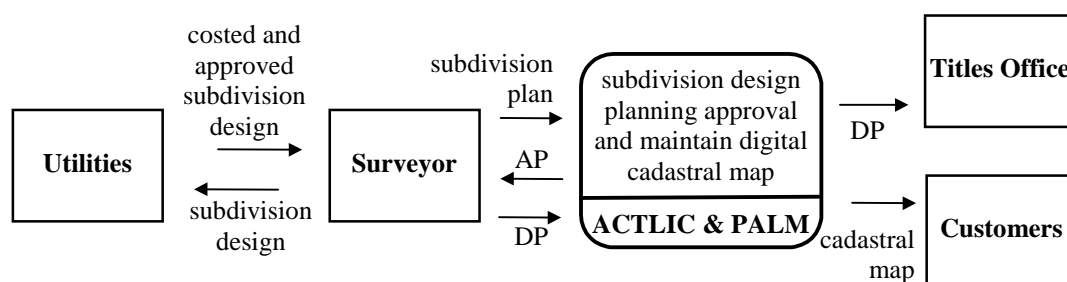 costed and
approved
subdivision
design
Utilities
subdivision
design
Surveyor
subdivision
plan
AP
DP
subdivision design
planning approval
and maintain digital
cadastral map
ACTLIC & PALM
DP
Titles Office
cadastral
map
Customers